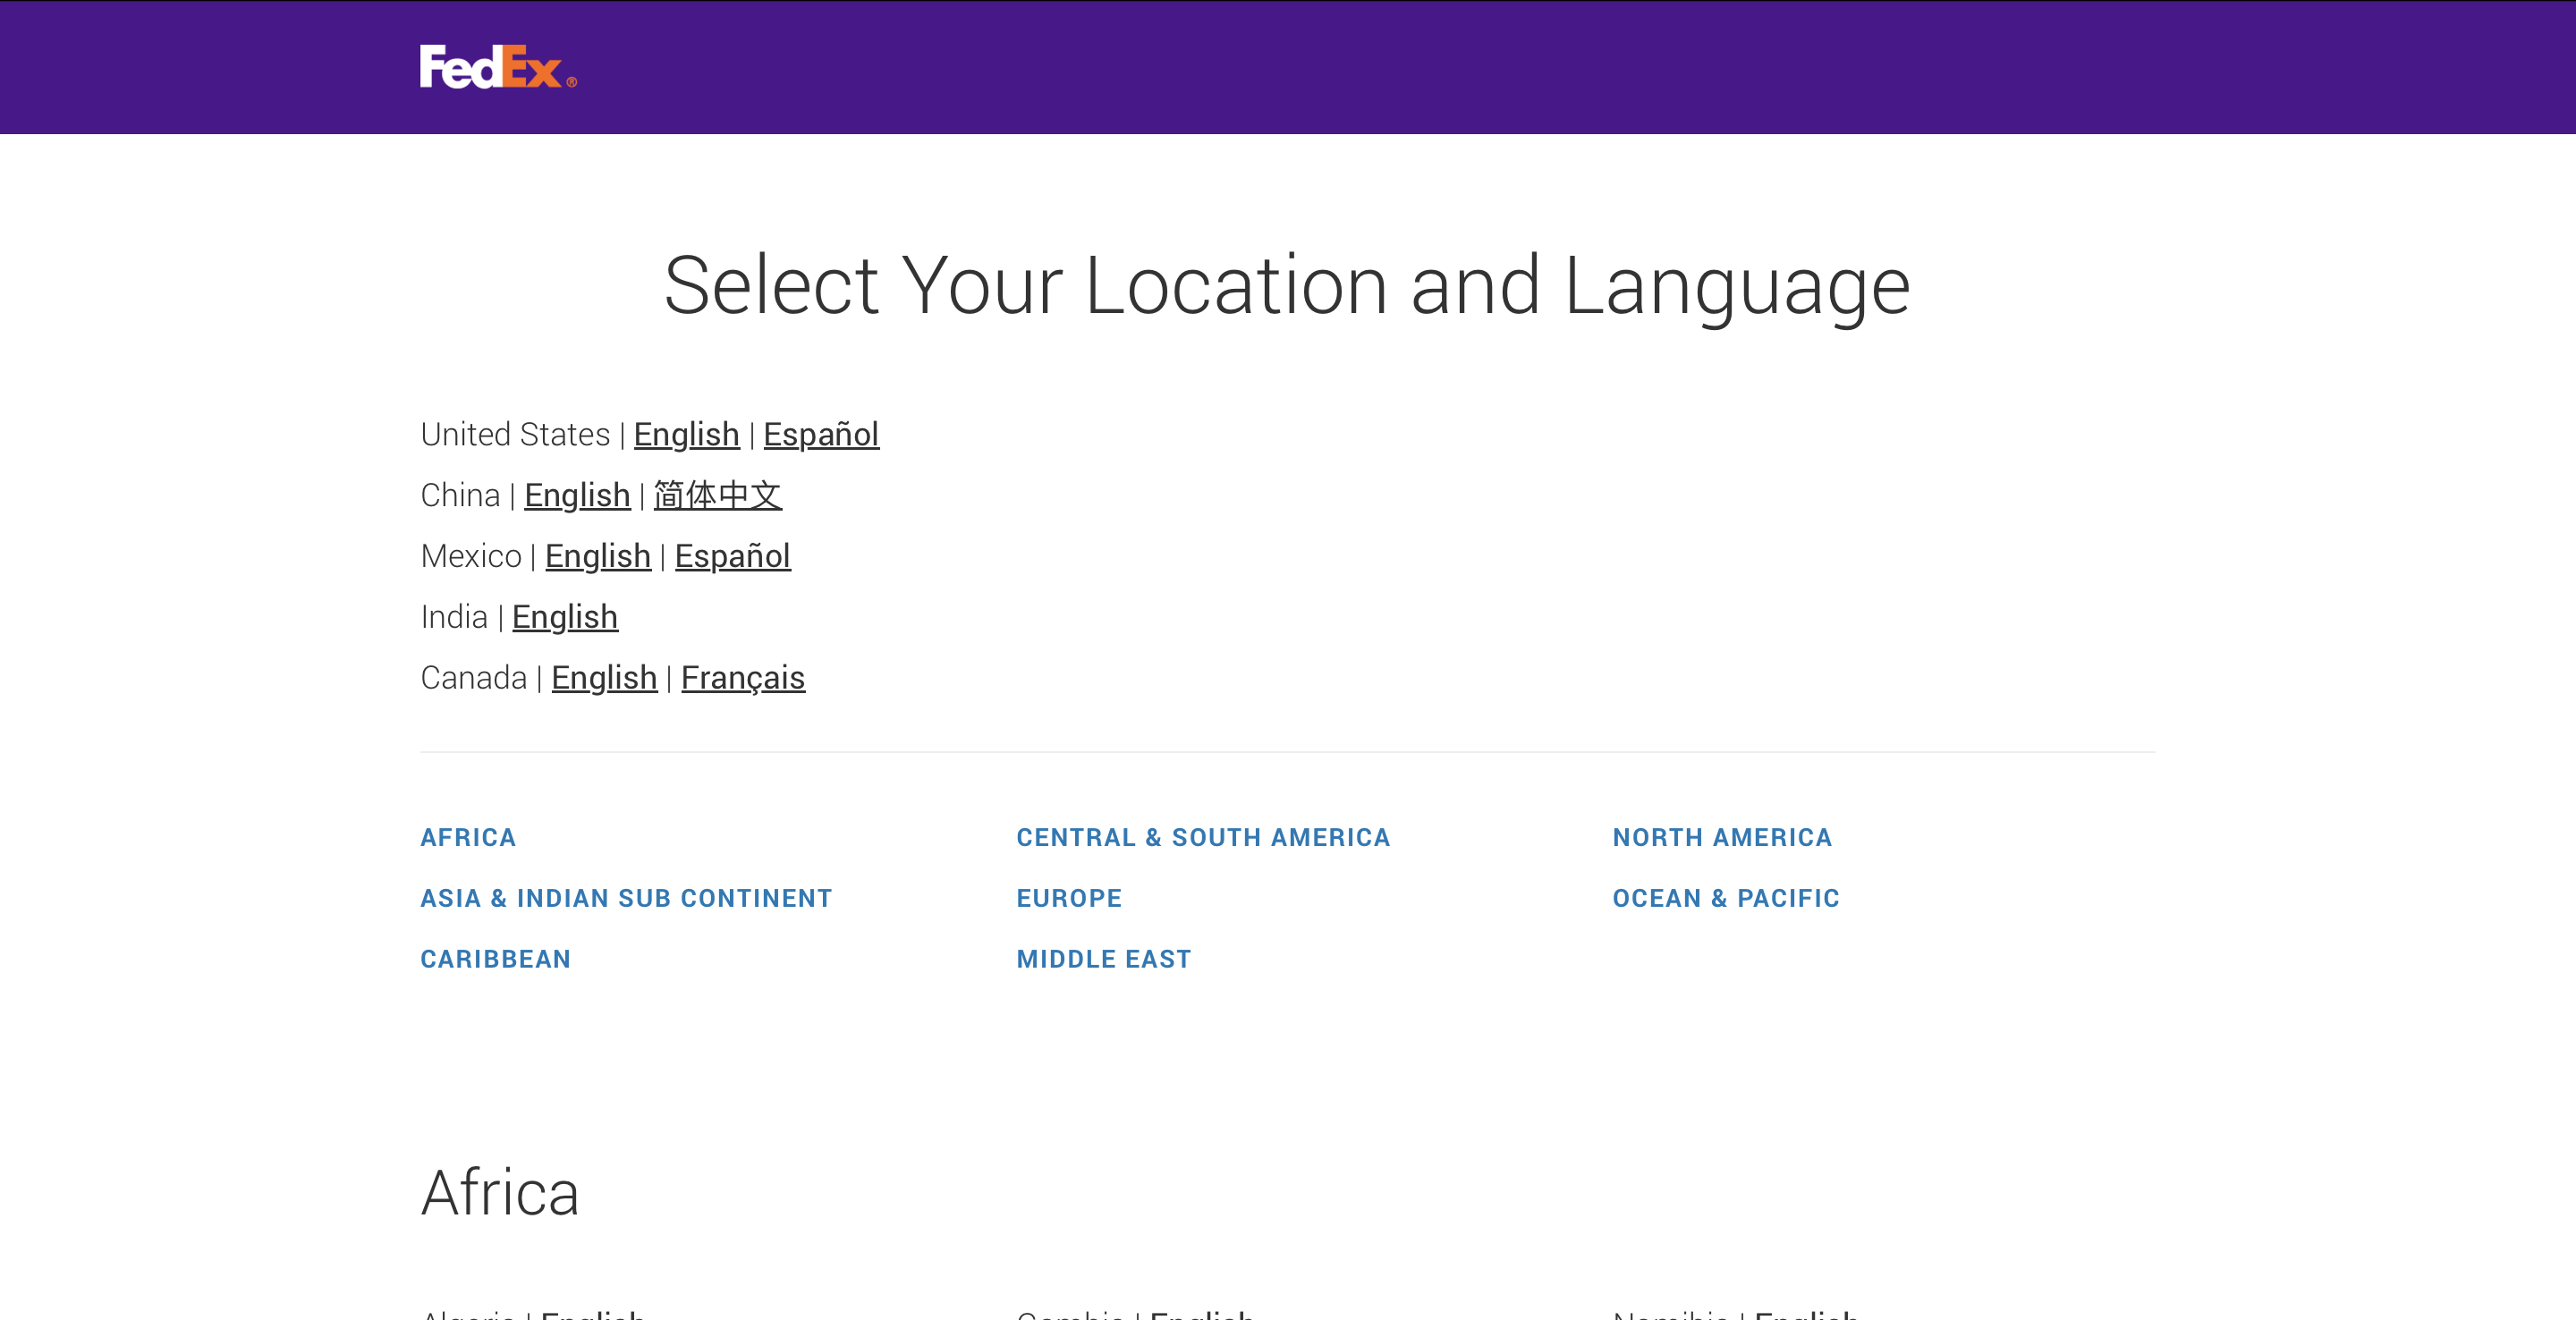 FedEx®
Select Your Location and Language
United States | English | Español
China | English | 简体中文
Mexico | English | Español
India | English
Canada | English | Français
AFRICA
ASIA & INDIAN SUB CONTINENT
CARIBBEAN
CENTRAL & SOUTH AMERICA
EUROPE
MIDDLE EAST
NORTH AMERICA
OCEAN & PACIFIC
Africa
Algeria | English
Gambia | English
Namibia | English